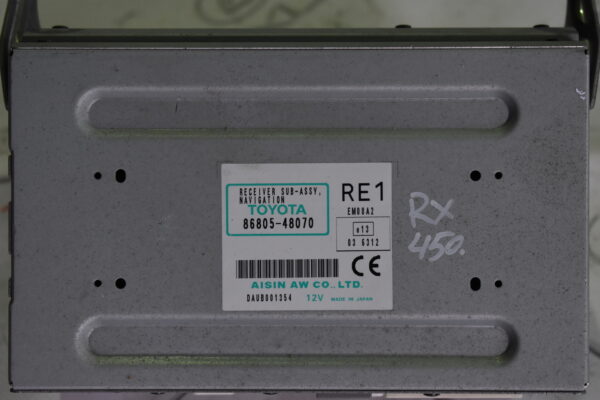 RECEIVER SUB-ASSY,
NAVIGATION
TOYOTA
86805-48070
RE1
EM08A2
e13
03 6312
CE
AISIN AW CO., LTD.
DAUB001354 12V MADE IN JAPAN
RX
450.